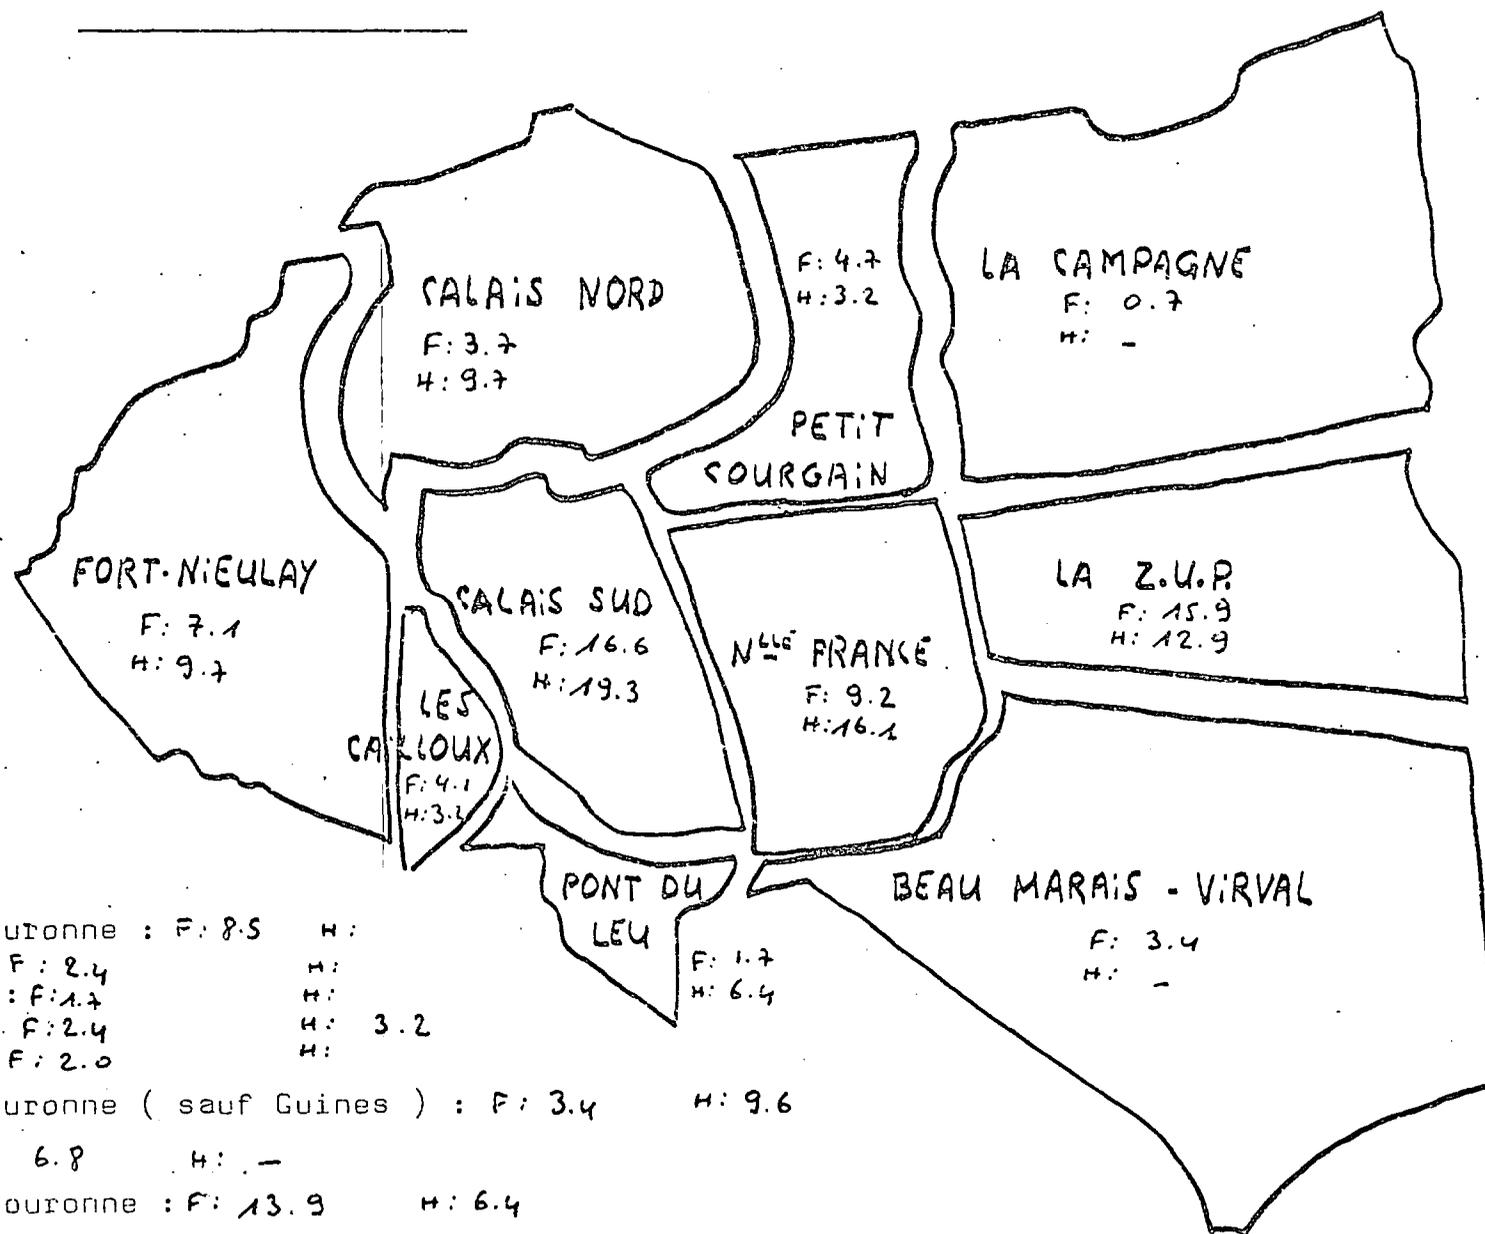 CALAiS NORD
F: 3.7
H: 9.7
F: 4.7
H: 3.2
PETiT
COURGAiN
LA CAMPAGNE
F: 0.7
H: -
FORT-NiEULAY
F: 7.1
H: 9.7
CALAiS SUD
F: 16.6
H: 19.3
Nlle FRANCE
F: 9.2
H: 16.1
LA Z.U.P.
F: 15.9
H: 12.9
LES
CAiLLOUX
F: 4.1
H: 3.2
PONT DU
LEU
F: 1.7
H: 6.4
BEAU MARAiS - ViRVAL
F: 3.4
H: -
uronne : F: 8.5 H:
F: 2.4 H:
: F: 1.7 H:
F: 2.4 H: 3.2
F: 2.0 H:
uronne ( sauf Guines ) : F: 3.4 H: 9.6
6.8 H: -
ouronne : F: 13.9 H: 6.4